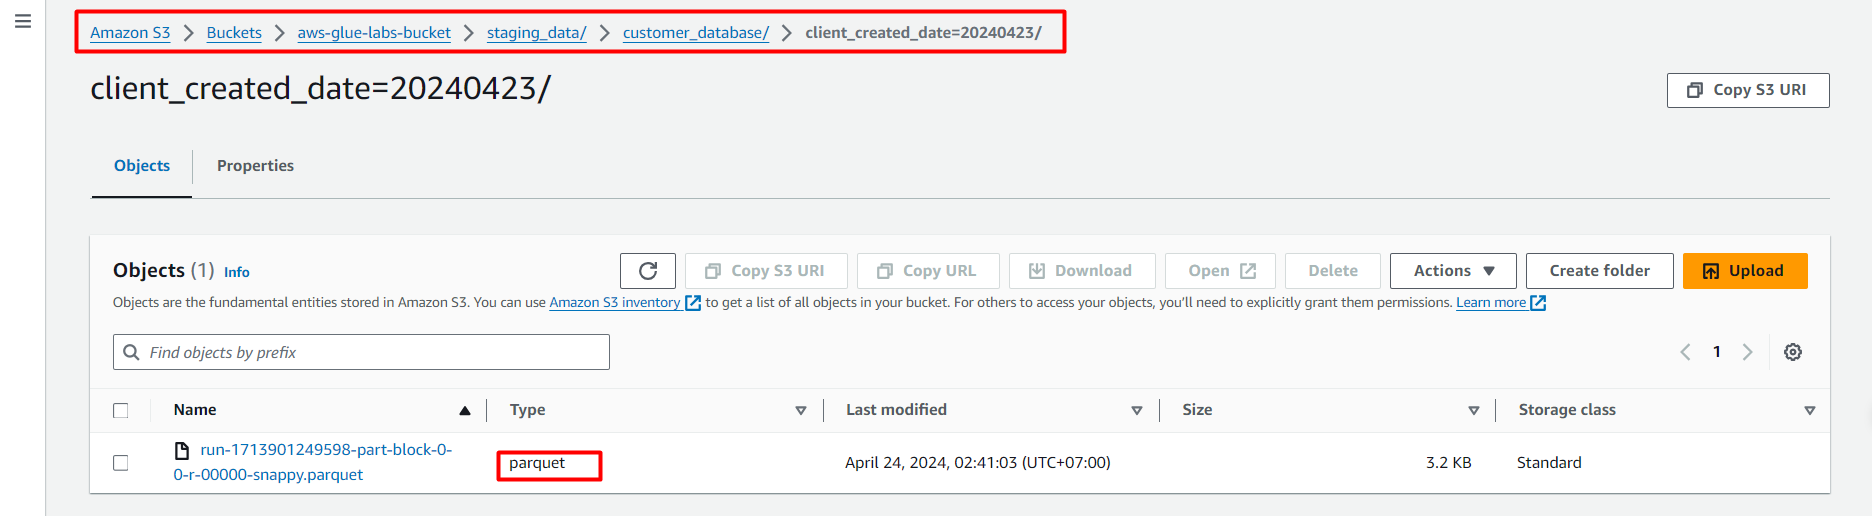 Amazon S3 > Buckets > aws-glue-labs-bucket > staging_data/ > customer_database/ > client_created_date=20240423/
client_created_date=20240423/
Copy S3 URI
Objects Properties
Objects (1) Info
Copy S3 URI Copy URL Download Open Delete Actions Create folder Upload
Objects are the fundamental entities stored in Amazon S3. You can use Amazon S3 inventory to get a list of all objects in your bucket. For others to access your objects, you'll need to explicitly grant them permissions. Learn more
Find objects by prefix
1
Name Type Last modified Size Storage class
run-1713901249598-part-block-0-
0-r-00000-snappy.parquet
parquet
April 24, 2024, 02:41:03 (UTC+07:00)
3.2 KB
Standard